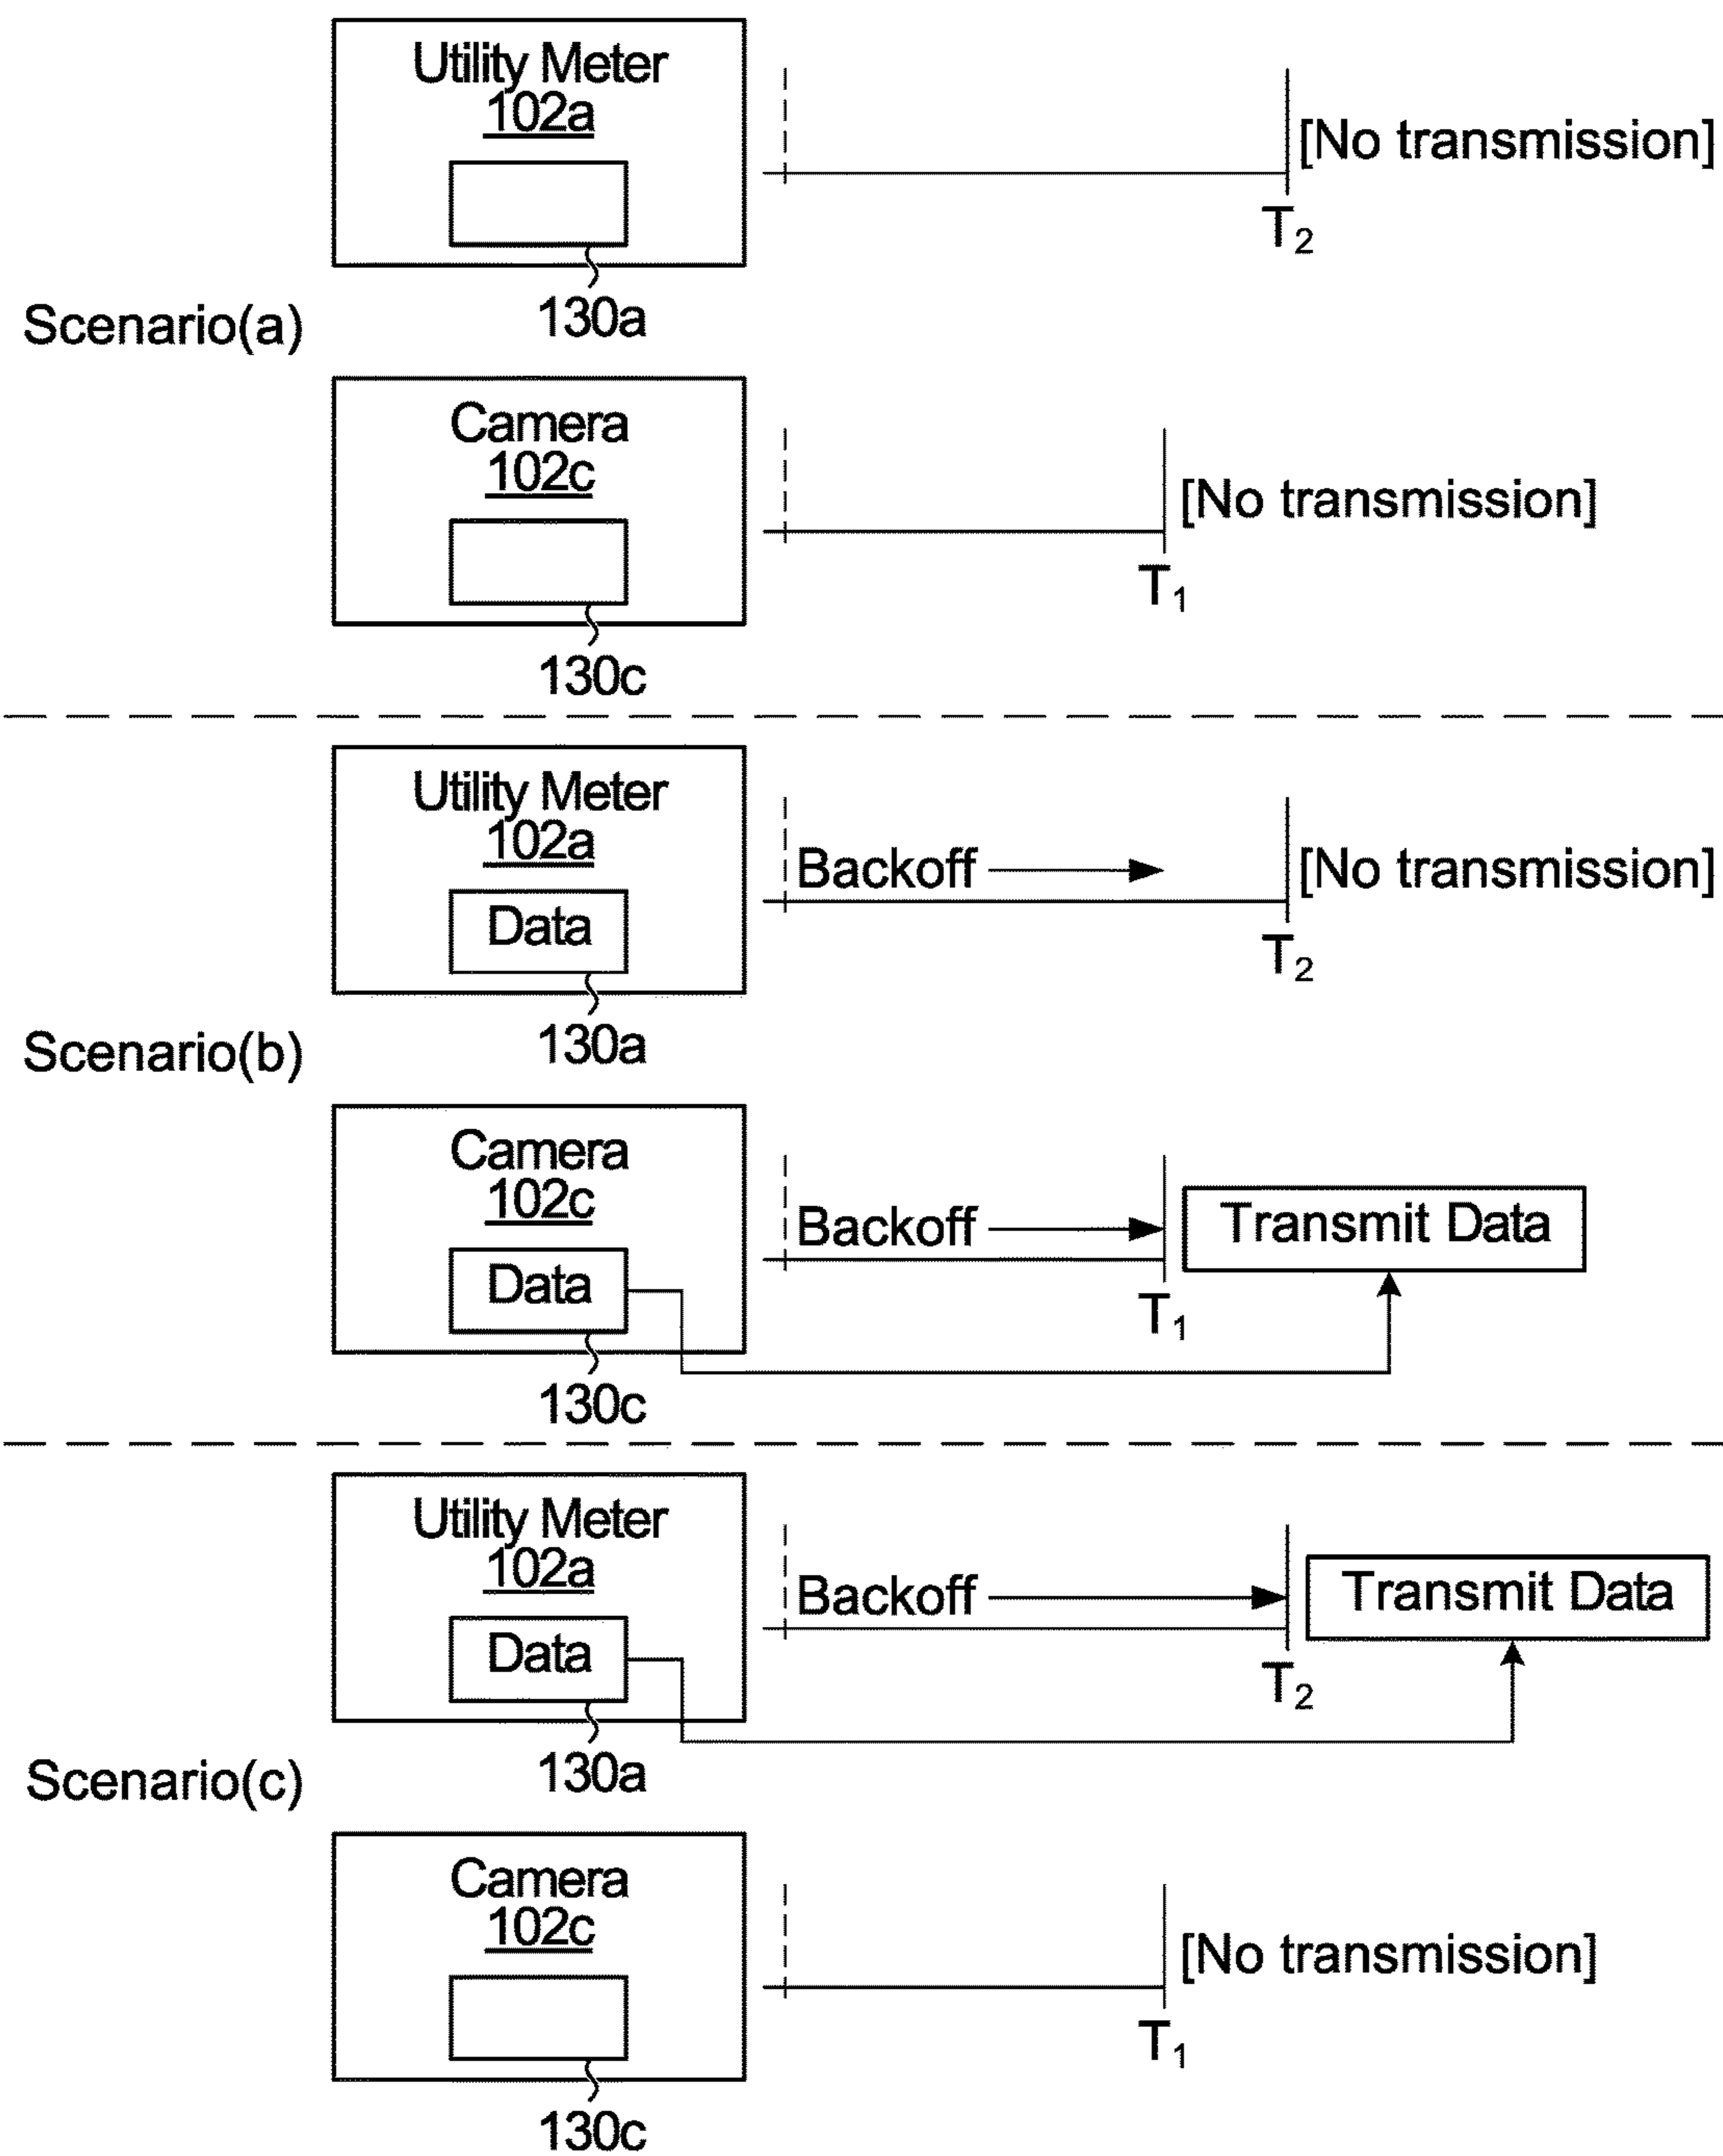 Utility Meter
102a
[No transmission]
T2
130a
Scenario(a)
Camera
102c
[No transmission]
T1
130c
Utility Meter
102a
Backoff
[No transmission]
Data
T2
130a
Scenario(b)
Camera
102c
Backoff
Transmit Data
Data
T1
130c
Utility Meter
102a
Backoff
Transmit Data
Data
T2
130a
Scenario(c)
Camera
102c
[No transmission]
T1
130c